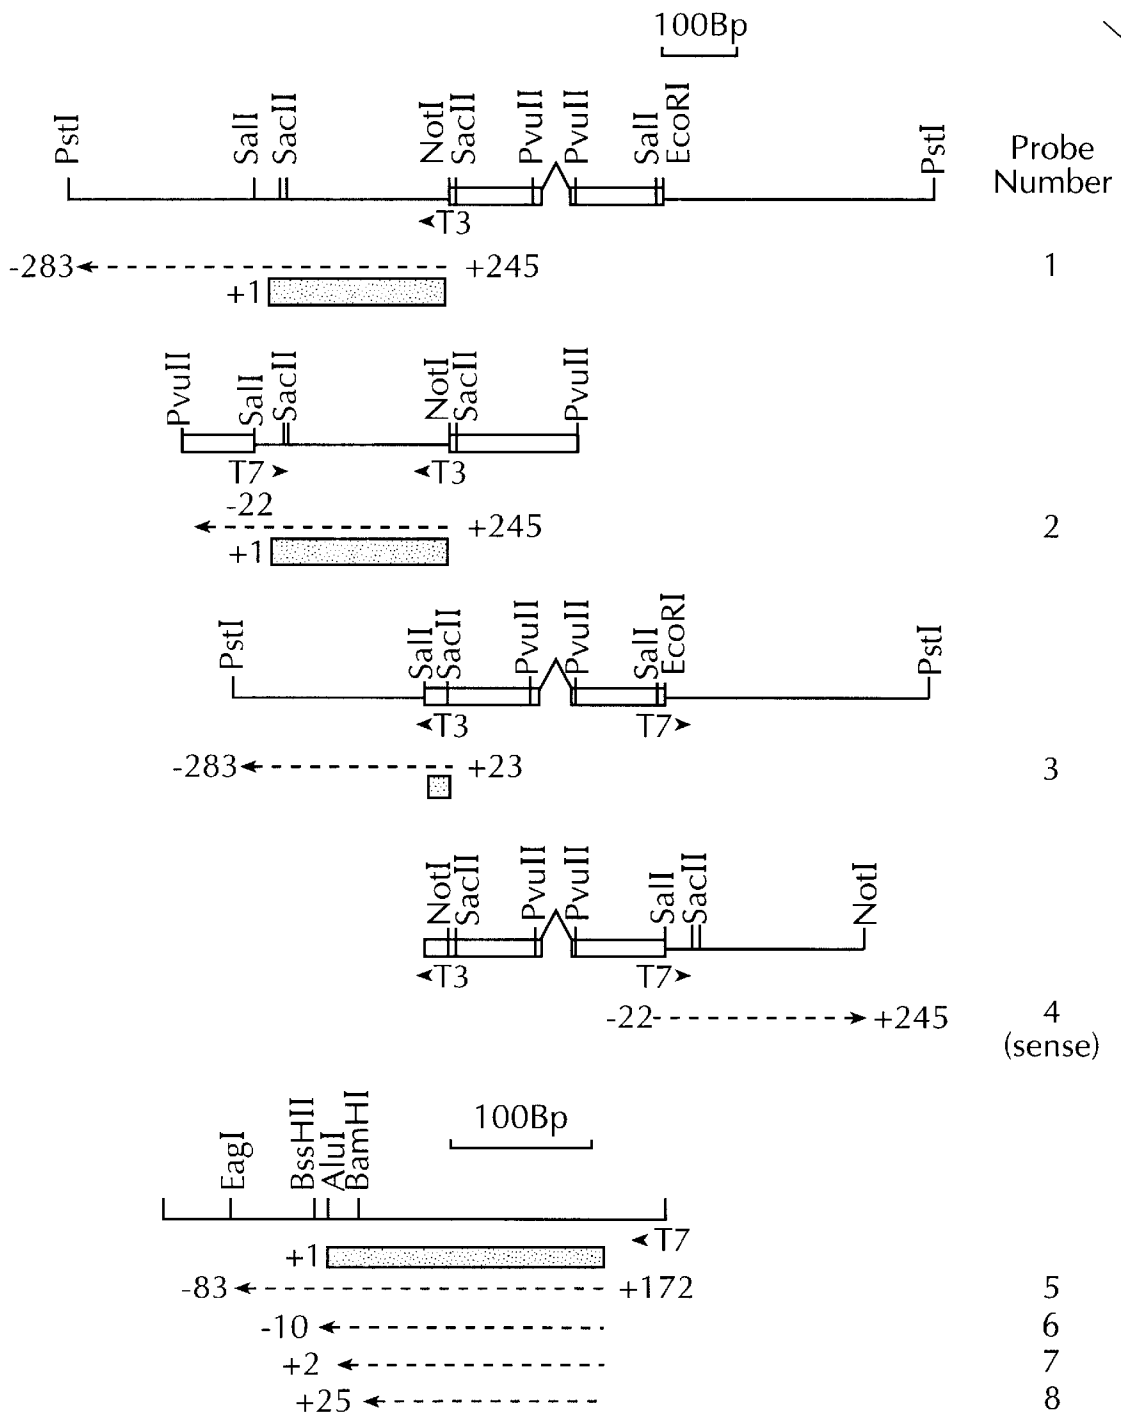 100Bp
PstI SalI SacII NotI SacII PvuII PvuII SalI EcoRI PstI
Probe
Number
T3
-283 +245 1
+1
PvuII SalI SacII NotI SacII PvuII
T7 T3
-22
+245 2
+1
PstI SalI SacII PvuII PvuII SalI EcoRI PstI
T3 T7
-283 +23 3
NotI SacII PvuII PvuII SalI SacII NotI
T3 T7
-22 +245 4
(sense)
EagI BssHII AluI BamHI 100Bp
T7
+1
-83 +172 5
-10 6
+2 7
+25 8